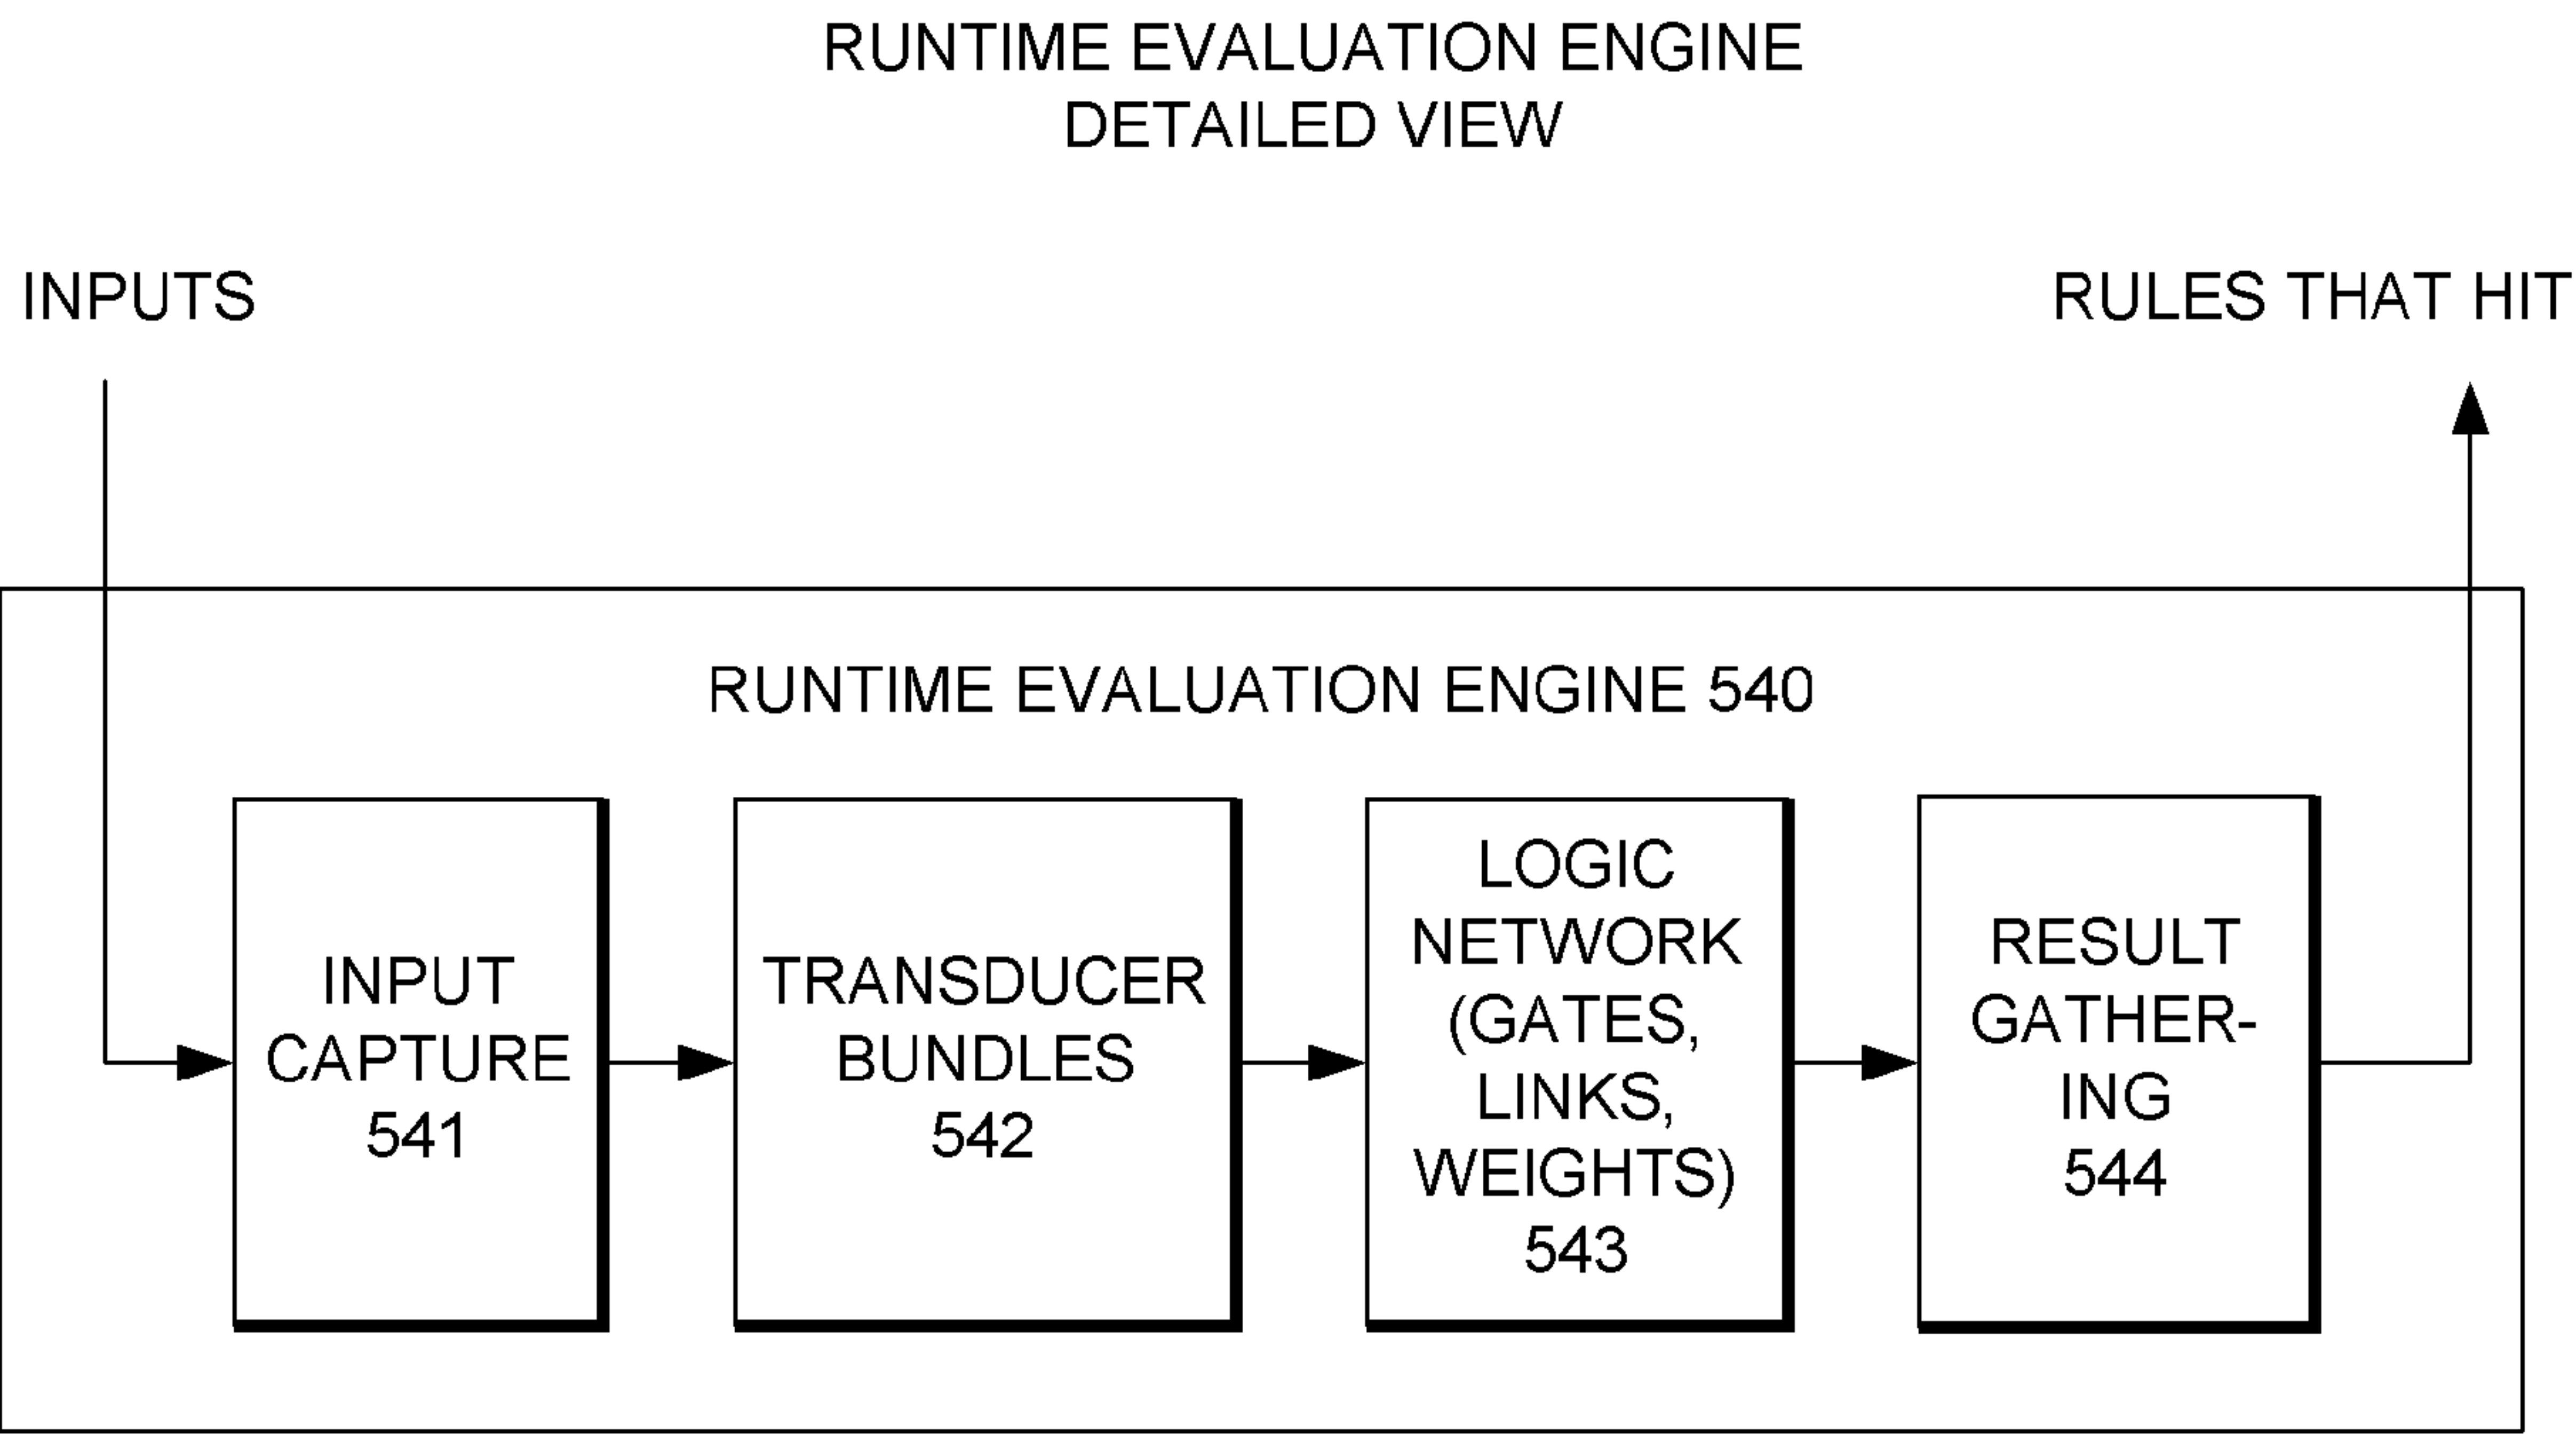 RUNTIME EVALUATION ENGINE
DETAILED VIEW
INPUTS
RULES THAT HIT
RUNTIME EVALUATION ENGINE 540
INPUT
CAPTURE
541
TRANSDUCER
BUNDLES
542
LOGIC
NETWORK
(GATES,
LINKS,
WEIGHTS)
543
RESULT
GATHER-
ING
544